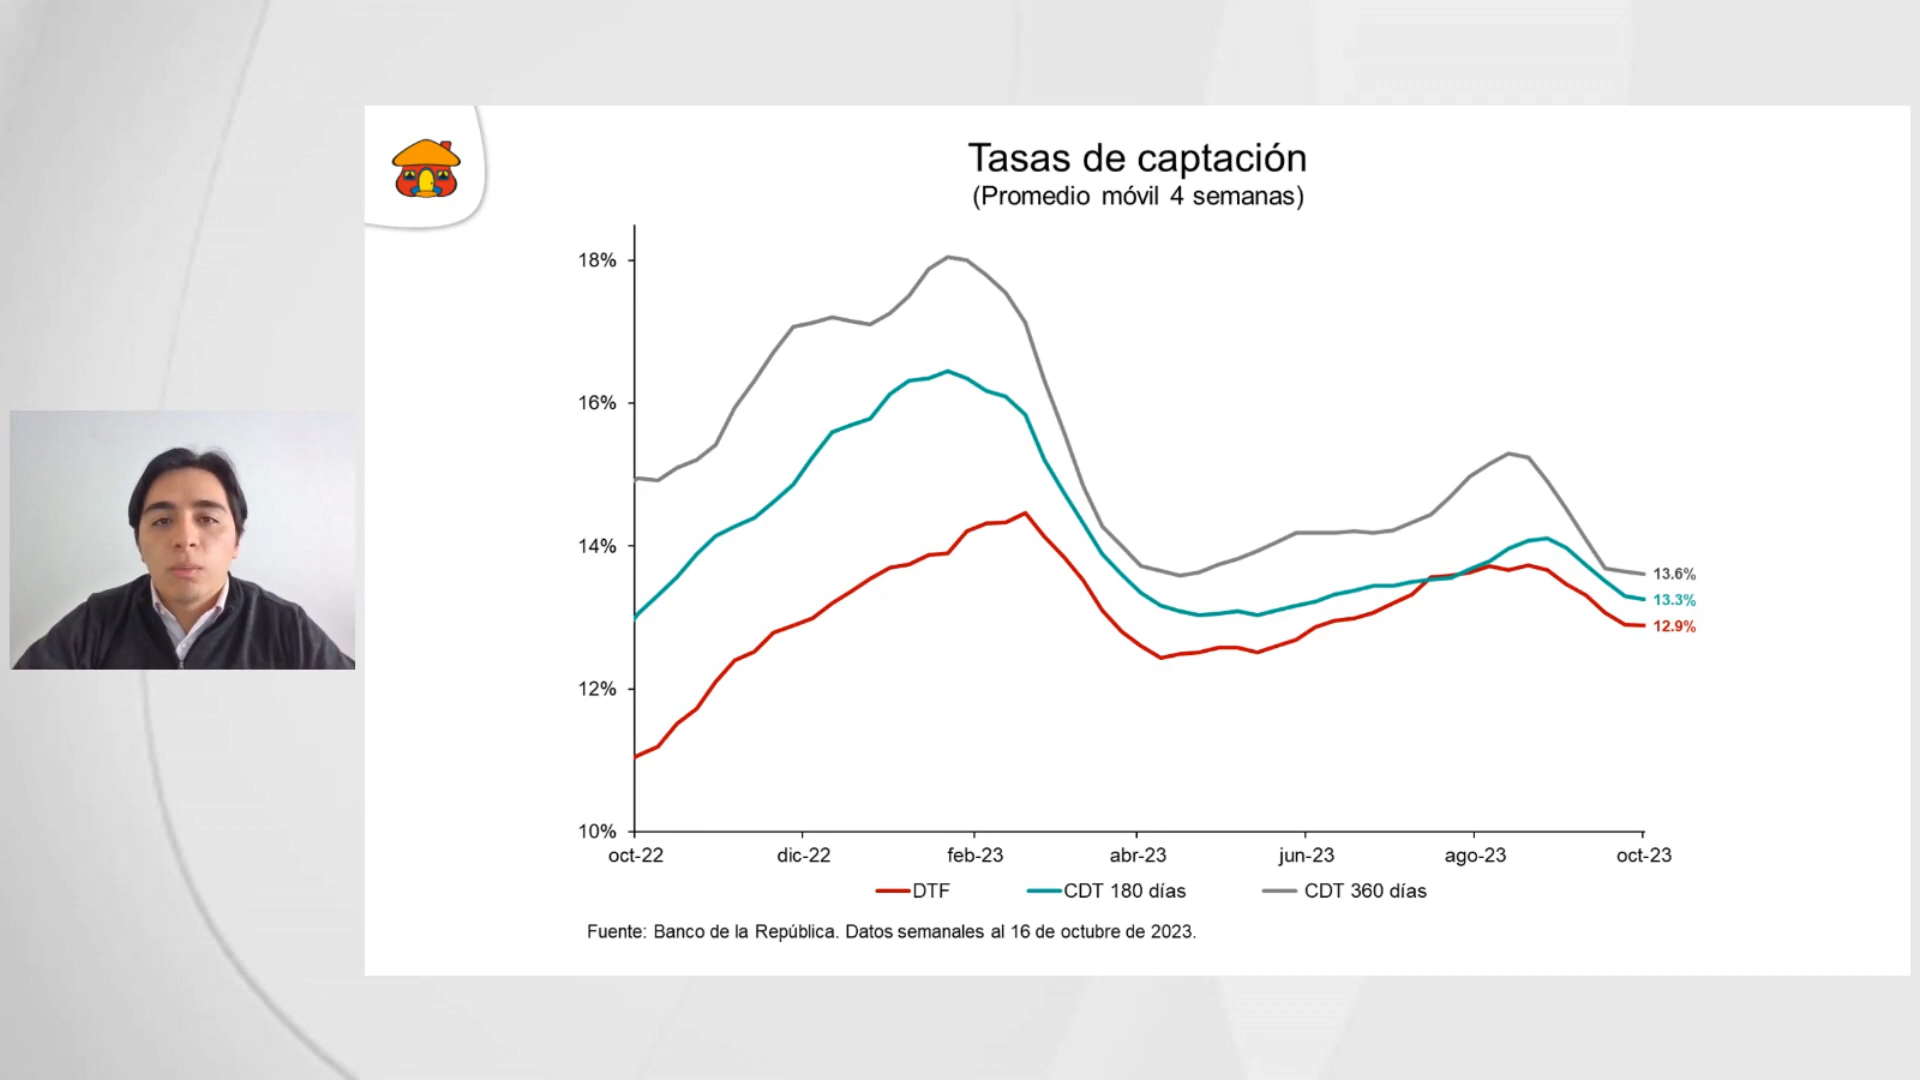 Tasas de captación
(Promedio móvil 4 semanas)
18%
16%
14%
12%
10%
13.6%
13.3%
12.9%
oct-22 dic-22 feb-23 abr-23 jun-23 ago-23 oct-23
DTF CDT 180 días CDT 360 días
Fuente: Banco de la República. Datos semanales al 16 de octubre de 2023.